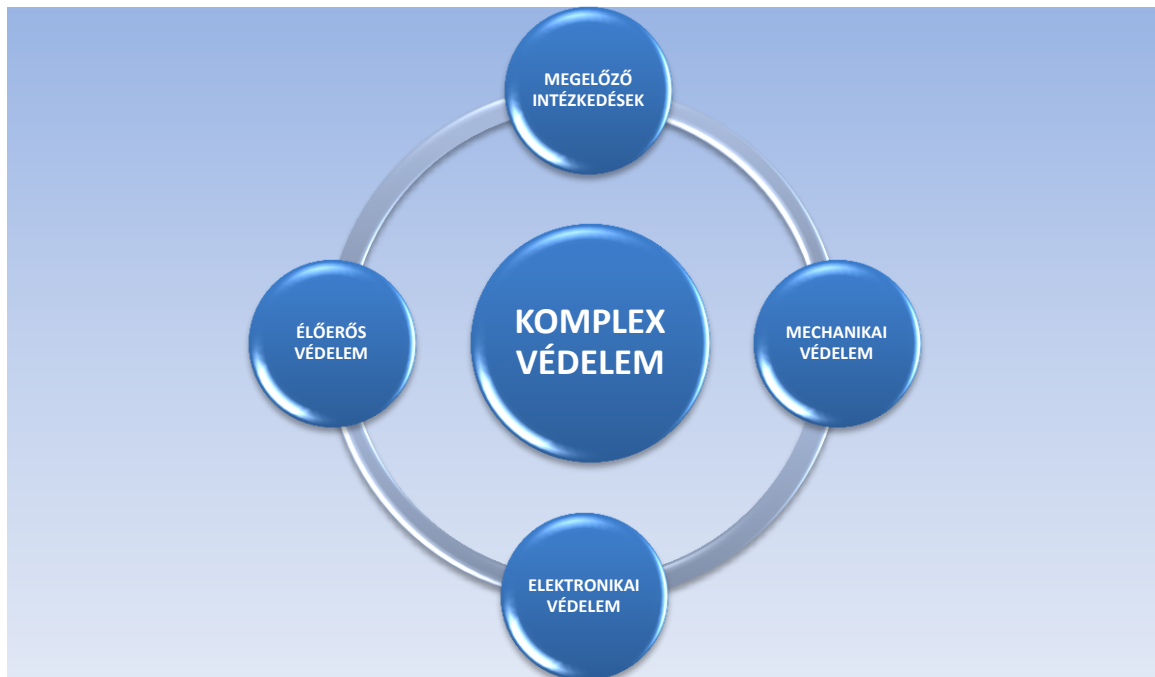 MEGELŐZŐ
INTÉZKEDÉSEK
ÉLŐERŐS
VÉDELEM
KOMPLEX
VÉDELEM
MECHANIKAI
VÉDELEM
ELEKTRONIKAI
VÉDELEM